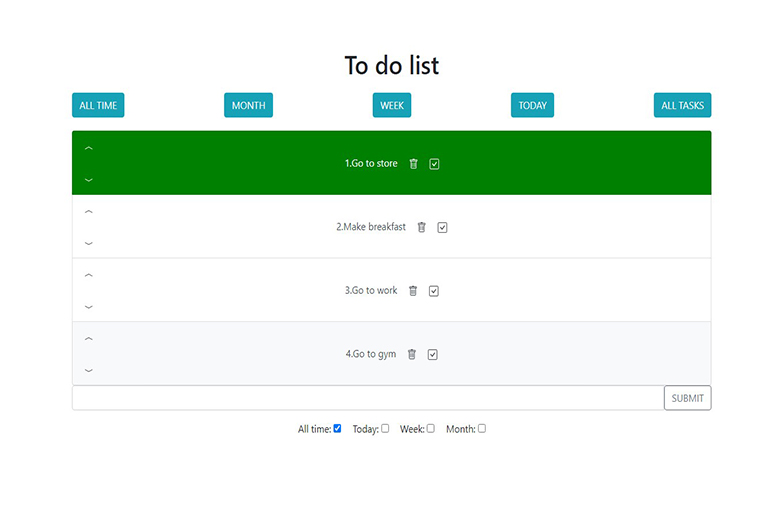 To do list
ALL TIME MONTH WEEK TODAY ALL TASKS
1.Go to store
2.Make breakfast
3.Go to work
4.Go to gym
SUBMIT
All time: Today: Week: Month: